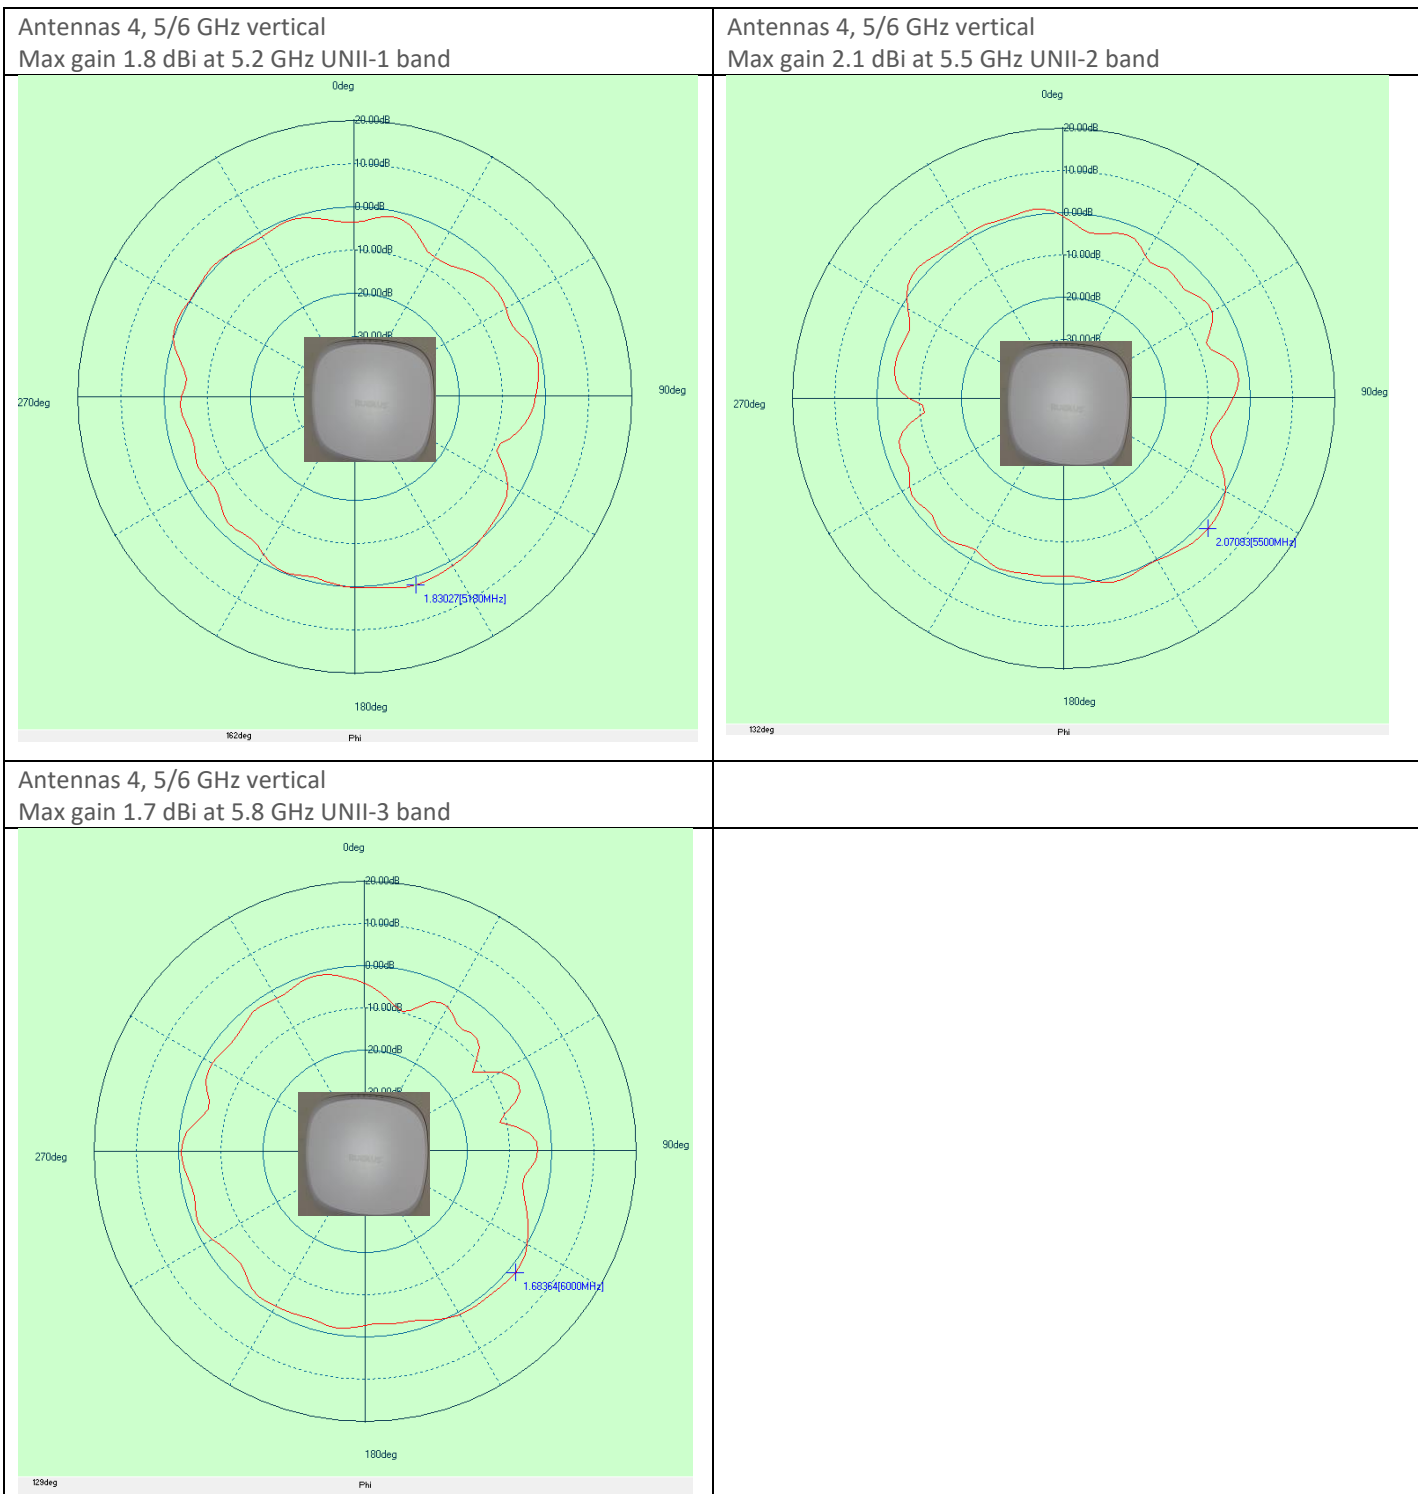 Antennas 4, 5/6 GHz vertical
Max gain 1.8 dBi at 5.2 GHz UNII-1 band
Antennas 4, 5/6 GHz vertical
Max gain 2.1 dBi at 5.5 GHz UNII-2 band
0deg
20.00dB
10.00dB
0.00dB
-10.00dB
-20.00dB
90deg
270deg
1.83027[5180MHz]
180deg
162deg
Phi
0deg
20.00dB
10.00dB
0.00dB
-10.00dB
-20.00dB
-30.00dB
90deg
270deg
2.07093[5500MHz]
180deg
132deg
Phi
Antennas 4, 5/6 GHz vertical
Max gain 1.7 dBi at 5.8 GHz UNII-3 band
0deg
20.00dB
10.00dB
0.00dB
-10.00dB
-20.00dB
90deg
270deg
1.68364[6000MHz]
180deg
129deg
Phi